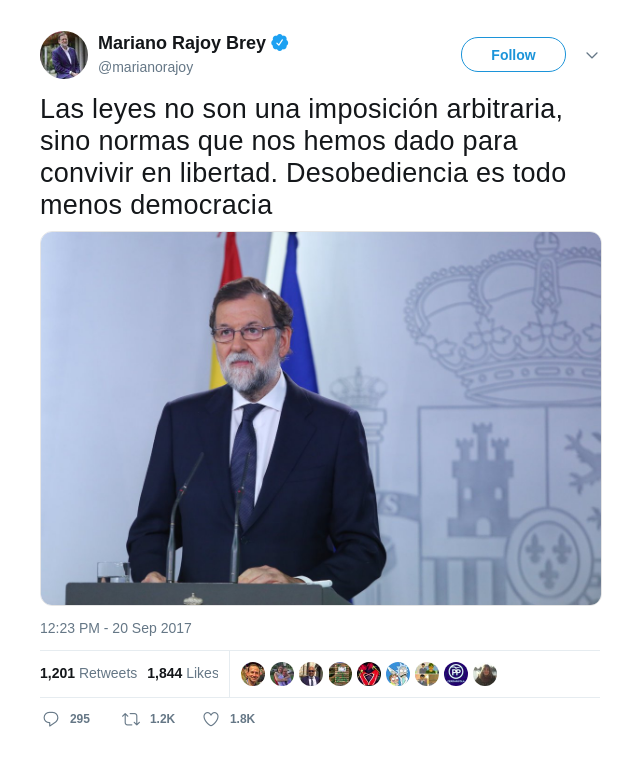 Mariano Rajoy Brey
@marianorajoy
Follow
Las leyes no son una imposición arbitraria,
sino normas que nos hemos dado para
convivir en libertad. Desobediencia es todo
menos democracia
12:23 PM - 20 Sep 2017
1,201 Retweets 1,844 Likes
PP
295 1.2K 1.8K